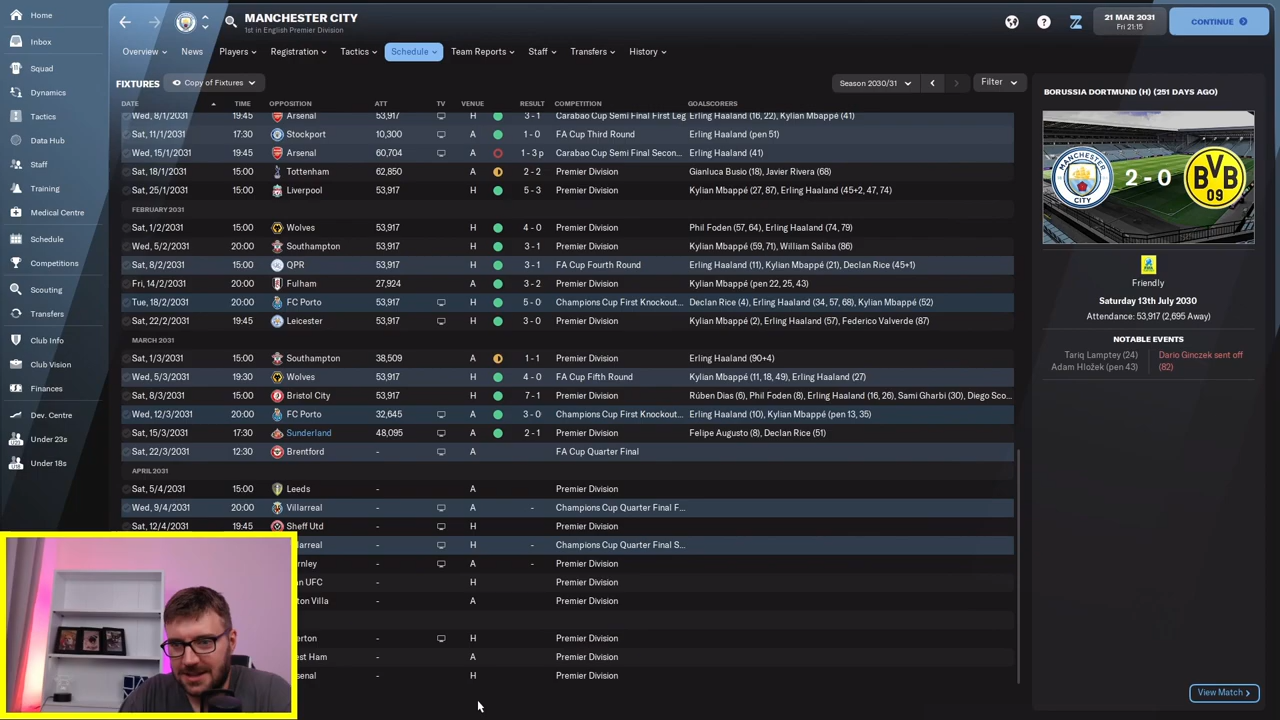 MANCHESTER CITY
1st in English Premier Division
21 MAR 2031
Fri 21:15
CONTINUE
Home
Inbox
Squad
Dynamics
Tactics
Data Hub
Staff
Training
Medical Centre
Schedule
Competitions
Scouting
Transfers
Club Info
Club Vision
Finances
Dev. Centre
Under 23s
Under 18s
Overview News Players Registration Tactics Schedule Team Reports Staff Transfers History
FIXTURES Copy of Fixtures Season 2030/31 Filter
DATE TIME OPPOSITION ATT TV VENUE RESULT COMPETITION GOALSCORERS
Wed, 8/1/2031 19:45 Arsenal 53,917 H 3 - 1 Carabao Cup Semi Final First Leg Erling Haaland (16, 22), Kylian Mbappé (41)
Sat, 11/1/2031 17:30 Stockport 10,300 A 1 - 0 FA Cup Third Round Erling Haaland (pen 51)
Wed, 15/1/2031 19:45 Arsenal 60,704 A 1 - 3 p Carabao Cup Semi Final Secon... Erling Haaland (41)
Sat, 18/1/2031 15:00 Tottenham 62,850 A 2 - 2 Premier Division Gianluca Busio (18), Javier Rivera (68)
Sat, 25/1/2031 15:00 Liverpool 53,917 H 5 - 3 Premier Division Kylian Mbappé (27, 87), Erling Haaland (45+2, 47, 74)
FEBRUARY 2031
Sat, 1/2/2031 15:00 Wolves 53,917 H 4 - 0 Premier Division Phil Foden (57, 64), Erling Haaland (74, 79)
Wed, 5/2/2031 20:00 Southampton 53,917 H 3 - 1 Premier Division Kylian Mbappé (59, 71), William Saliba (86)
Sat, 8/2/2031 15:00 QPR 53,917 H 3 - 1 FA Cup Fourth Round Erling Haaland (11), Kylian Mbappé (21), Declan Rice (45+1)
Fri, 14/2/2031 20:00 Fulham 27,924 A 3 - 2 Premier Division Kylian Mbappé (pen 22, 25, 43)
Tue, 18/2/2031 20:00 FC Porto 53,917 H 5 - 0 Champions Cup First Knockout... Declan Rice (4), Erling Haaland (34, 57, 68), Kylian Mbappé (52)
Sat, 22/2/2031 19:45 Leicester 53,917 H 3 - 0 Premier Division Kylian Mbappé (2), Erling Haaland (57), Federico Valverde (87)
MARCH 2031
Sat, 1/3/2031 15:00 Southampton 38,509 A 1 - 1 Premier Division Erling Haaland (90+4)
Wed, 5/3/2031 19:30 Wolves 53,917 H 4 - 0 FA Cup Fifth Round Kylian Mbappé (11, 18, 49), Erling Haaland (27)
Sat, 8/3/2031 15:00 Bristol City 53,917 H 7 - 1 Premier Division Rúben Dias (6), Phil Foden (8), Erling Haaland (16, 26), Sami Gharbi (30), Diego Sco...
Wed, 12/3/2031 20:00 FC Porto 32,645 A 3 - 0 Champions Cup First Knockout... Erling Haaland (10), Kylian Mbappé (pen 13, 35)
Sat, 15/3/2031 17:30 Sunderland 48,095 A 2 - 1 Premier Division Felipe Augusto (8), Declan Rice (51)
Sat, 22/3/2031 12:30 Brentford - A FA Cup Quarter Final
APRIL 2031
Sat, 5/4/2031 15:00 Leeds - A Premier Division
Wed, 9/4/2031 20:00 Villarreal - A - Champions Cup Quarter Final F...
Sat, 12/4/2031 19:45 Sheff Utd - H Premier Division
larreal - H - Champions Cup Quarter Final S...
rnley - A - Premier Division
an UFC - H Premier Division
ton Villa - A Premier Division
erton - H Premier Division
est Ham - A Premier Division
senal - H Premier Division
BORUSSIA DORTMUND (H) (251 DAYS AGO)
MANCHESTER
CITY
2 - 0
BVB
09
Friendly
Saturday 13th July 2030
Attendance: 53,917 (2,695 Away)
NOTABLE EVENTS
Tariq Lamptey (24)
Adam Hložek (pen 43)
Dario Ginczek sent off
(82)
View Match